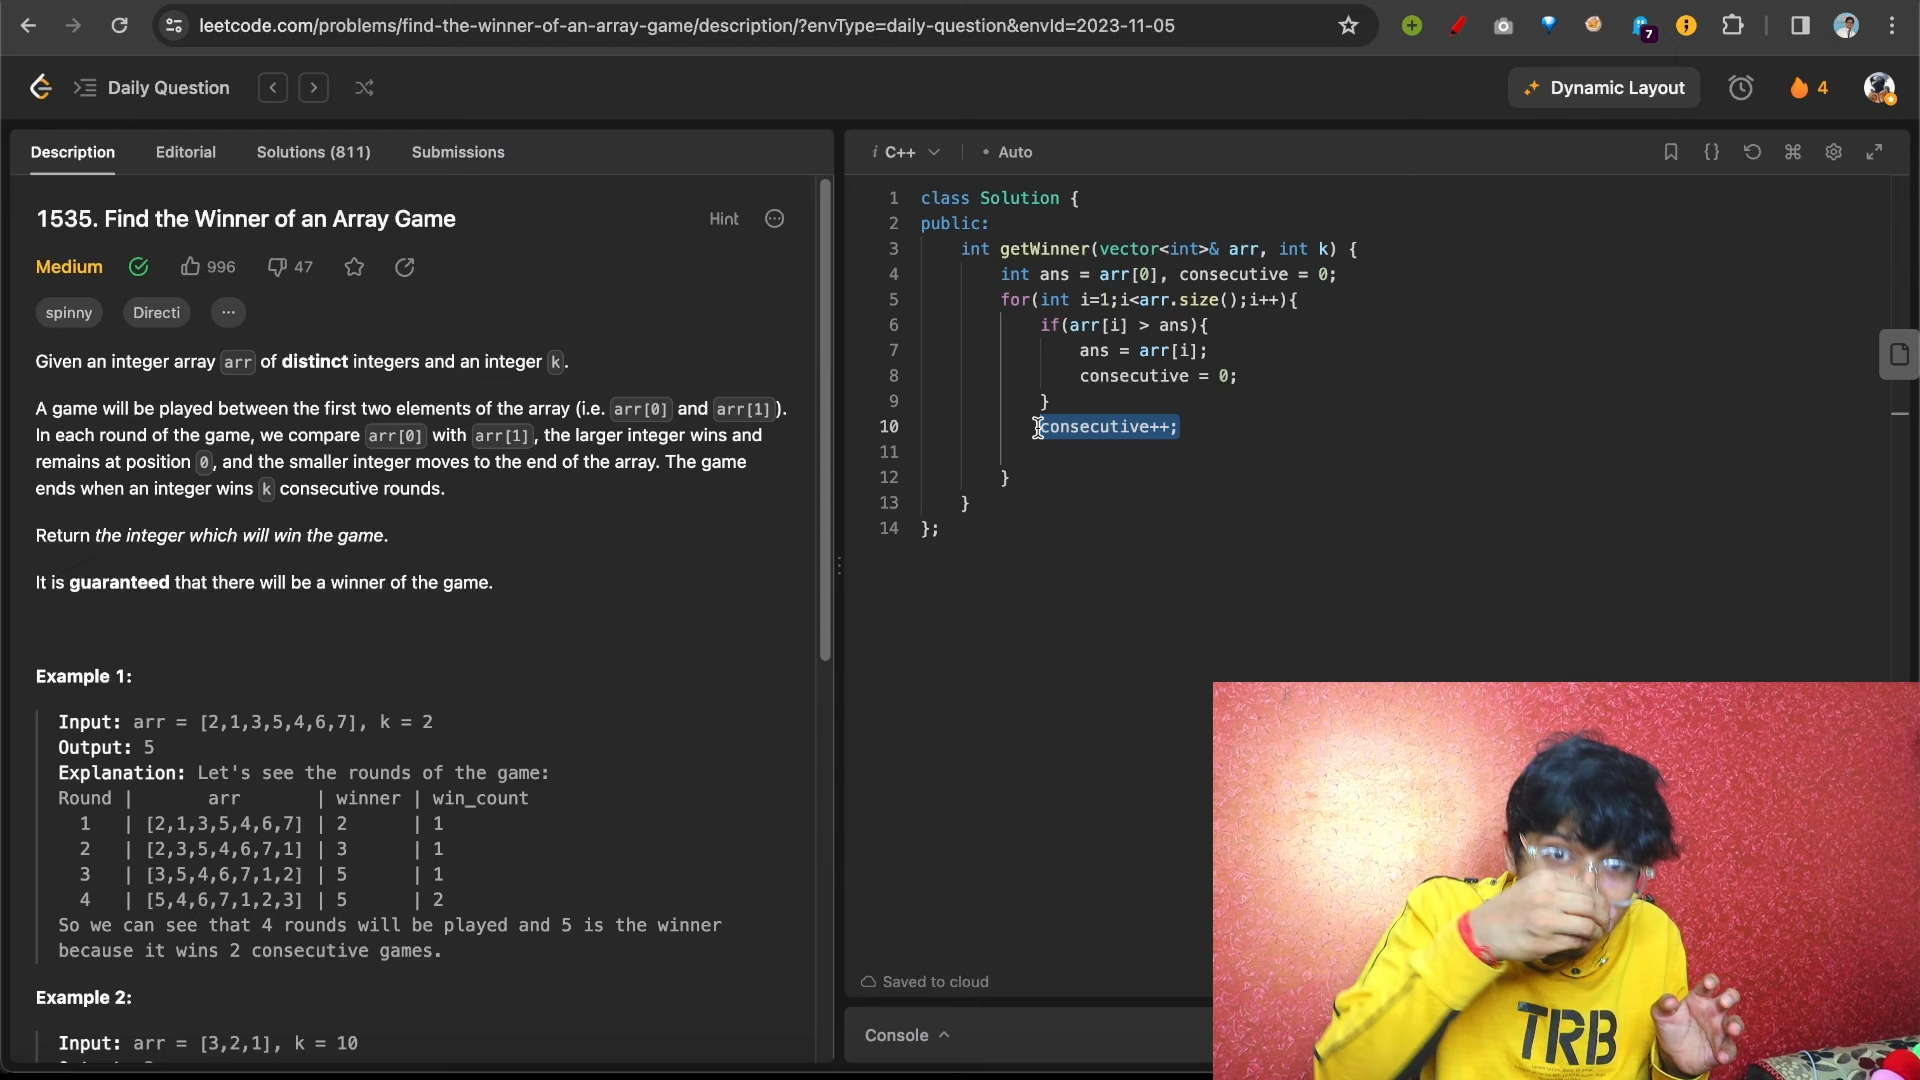 leetcode.com/problems/find-the-winner-of-an-array-game/description/?envType=daily-question&envId=2023-11-05
7
Daily Question
Dynamic Layout
4
Description Editorial Solutions (811) Submissions
1535. Find the Winner of an Array Game
Hint
Medium 996 47
spinny Directi ...
Given an integer array arr of distinct integers and an integer k.
A game will be played between the first two elements of the array (i.e. arr[0] and arr[1]).
In each round of the game, we compare arr[0] with arr[1], the larger integer wins and
remains at position 0, and the smaller integer moves to the end of the array. The game
ends when an integer wins k consecutive rounds.
Return the integer which will win the game.
It is guaranteed that there will be a winner of the game.
Example 1:
Input: arr = [2,1,3,5,4,6,7], k = 2
Output: 5
Explanation: Let's see the rounds of the game:
Round | arr | winner | win_count
1 | [2,1,3,5,4,6,7] | 2 | 1
2 | [2,3,5,4,6,7,1] | 3 | 1
3 | [3,5,4,6,7,1,2] | 5 | 1
4 | [5,4,6,7,1,2,3] | 5 | 2
So we can see that 4 rounds will be played and 5 is the winner
because it wins 2 consecutive games.
Example 2:
Input: arr = [3,2,1], k = 10
i C++ • Auto
1 class Solution {
2 public:
3 int getWinner(vector<int>& arr, int k) {
4 int ans = arr[0], consecutive = 0;
5 for(int i=1;i<arr.size();i++){
6 if(arr[i] > ans){
7 ans = arr[i];
8 consecutive = 0;
9 }
10 consecutive++;
11
12 }
13 }
14 };
Saved to cloud
Console
TRB